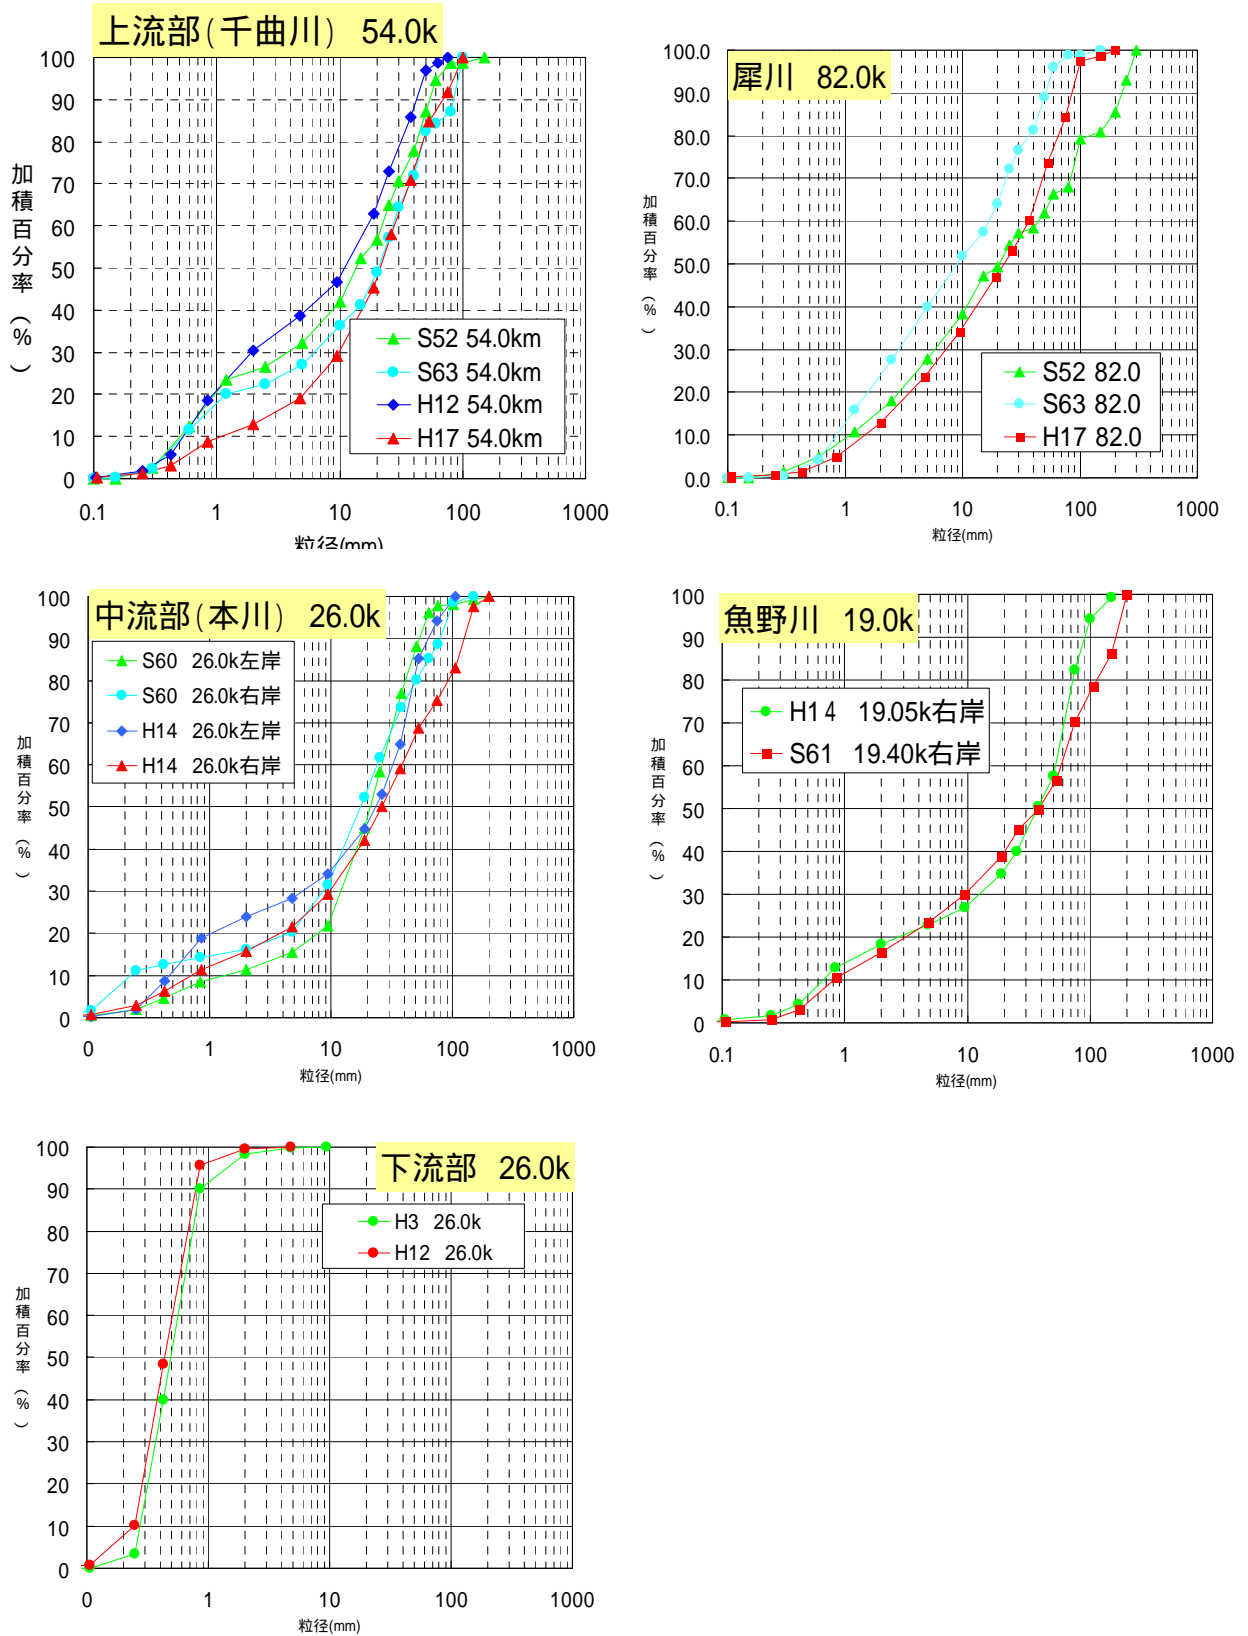 上流部(千曲川) 54.0k
100
90
80
70
60
50
40
30
20
10
0
加積百分率(%)
S52 54.0km
S63 54.0km
H12 54.0km
H17 54.0km
0.1 1 10 100 1000
粒径(mm)
犀川 82.0k
100.0
90.0
80.0
70.0
60.0
50.0
40.0
30.0
20.0
10.0
0.0
加積百分率(%)
S52 82.0
S63 82.0
H17 82.0
0.1 1 10 100 1000
粒径(mm)
中流部(本川) 26.0k
100
90
80
70
60
50
40
30
20
10
0
加積百分率(%)
S60 26.0k左岸
S60 26.0k右岸
H14 26.0k左岸
H14 26.0k右岸
0 1 10 100 1000
粒径(mm)
魚野川 19.0k
100
90
80
70
60
50
40
30
20
10
0
加積百分率(%)
H14 19.05k右岸
S61 19.40k右岸
0.1 1 10 100 1000
粒径(mm)
下流部 26.0k
100
90
80
70
60
50
40
30
20
10
0
加積百分率(%)
H3 26.0k
H12 26.0k
0 1 10 100 1000
粒径(mm)